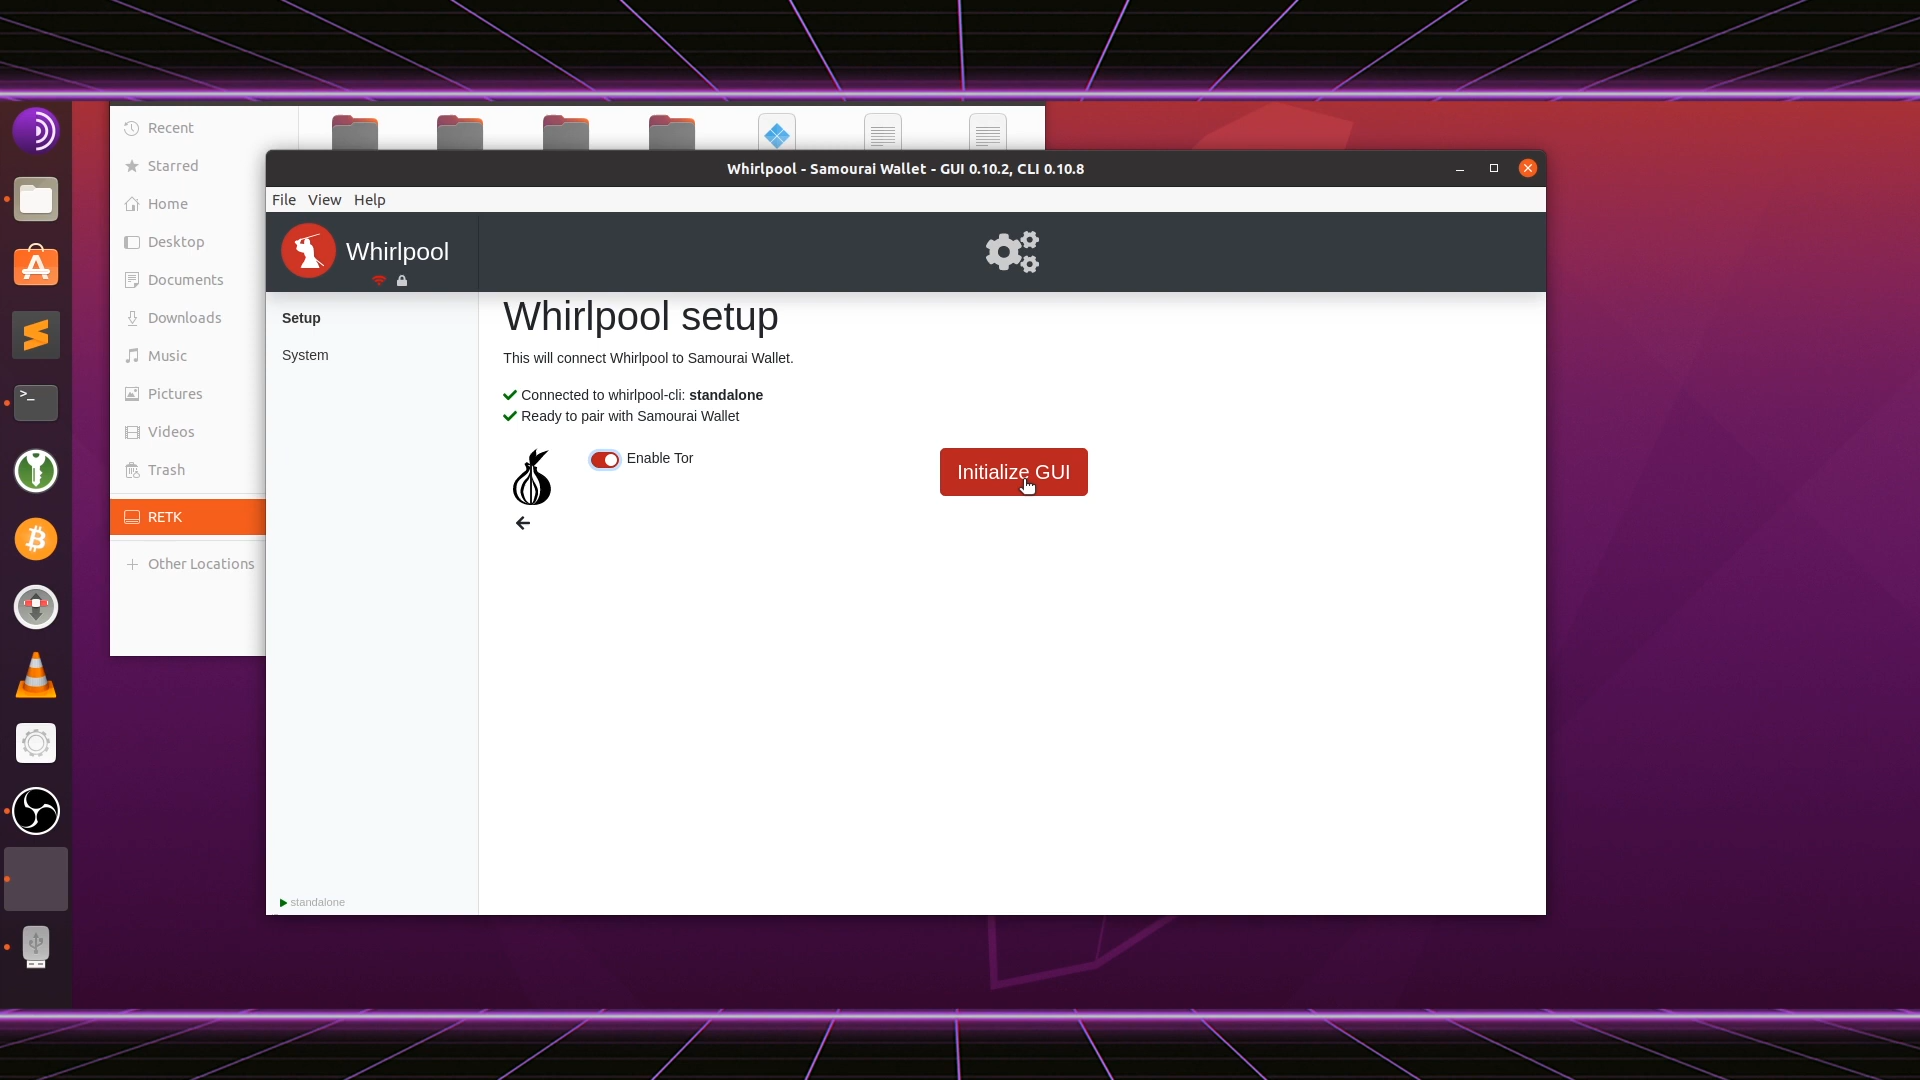 Recent
Starred
Home
Desktop
Documents
Downloads
Music
Pictures
Videos
Trash
RETK
Other Locations
Whirlpool - Samourai Wallet - GUI 0.10.2, CLI 0.10.8
File View Help
Whirlpool
Setup
System
Whirlpool setup
This will connect Whirlpool to Samourai Wallet.
Connected to whirlpool-cli: standalone
Ready to pair with Samourai Wallet
Enable Tor
Initialize GUI
standalone